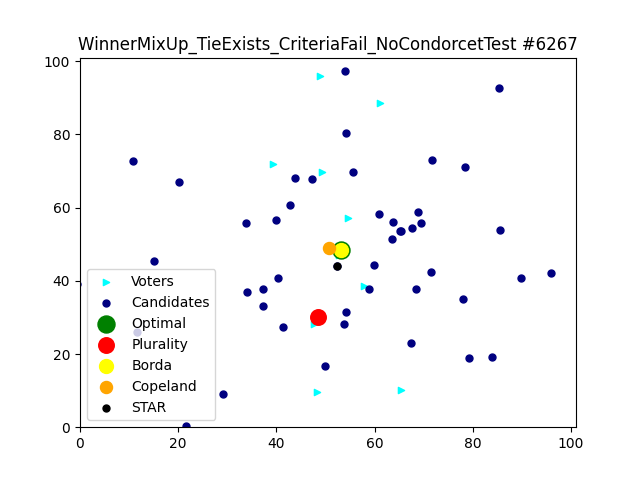 WinnerMixUp_TieExists_CriteriaFail_NoCondorcetTest #6267
100
80
60
40
20
0
Voters
Candidates
Optimal
Plurality
Borda
Copeland
STAR
0 20 40 60 80 100